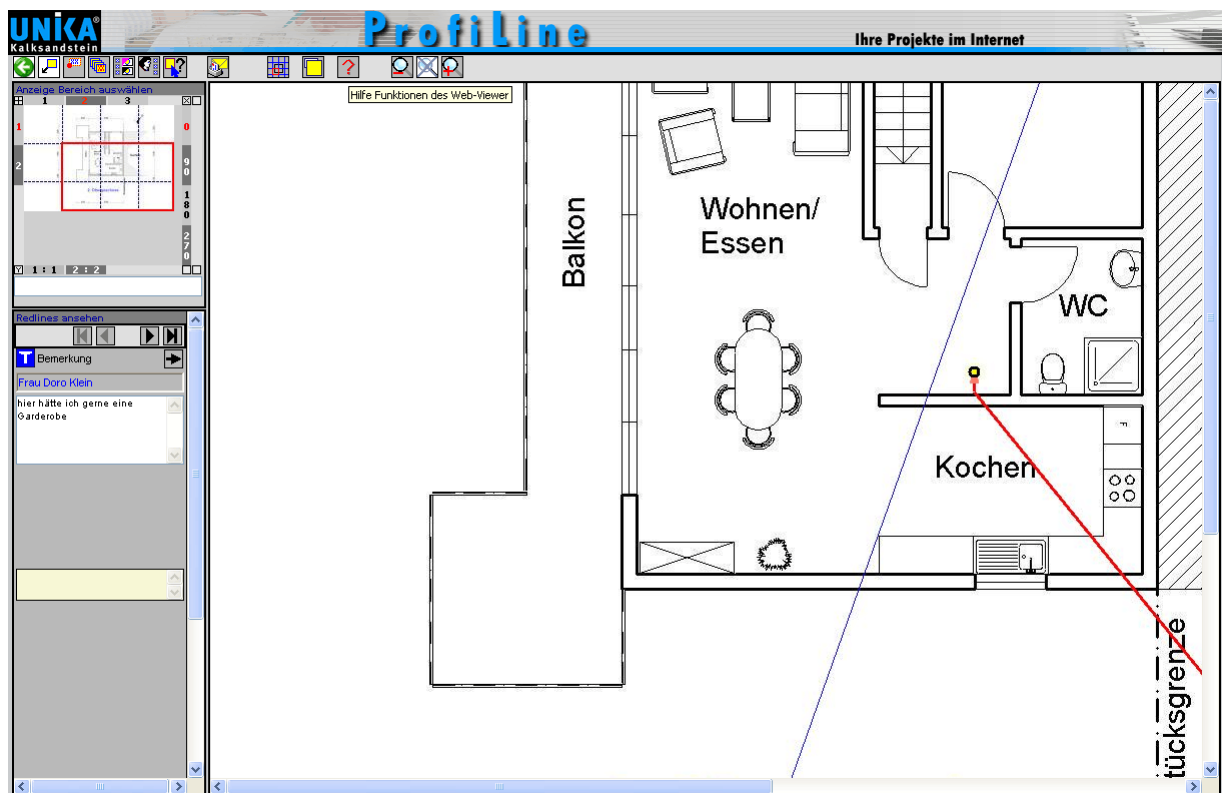 UNIKA
Kalksandstein
ProfiLine
Ihre Projekte im Internet
Hilfe Funktionen des Web-Viewer
Anzeige Bereich auswählen
1 2 3
1
2
0
90
180
270
1:1 2:2
Redlines ansehen
T Bemerkung
Frau Doro Klein
hier hätte ich gerne eine
Garderobe
Balkon
Wohnen/
Essen
WC
Kochen
F
tücksgrenze